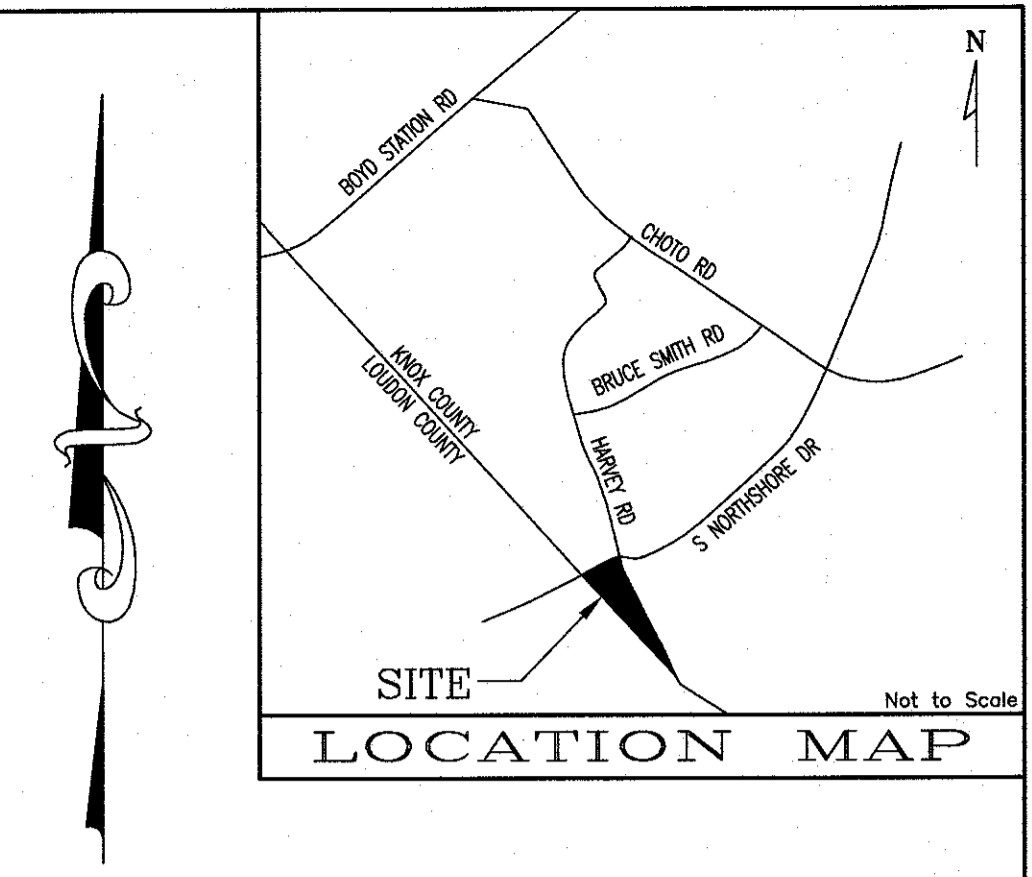 N
BOYD STATION RD
CHOTO RD
BRUCE SMITH RD
KNOX COUNTY
LOUDON COUNTY
HARVEY RD
S NORTHSHORE DR
SITE
Not to Scale
LOCATION MAP